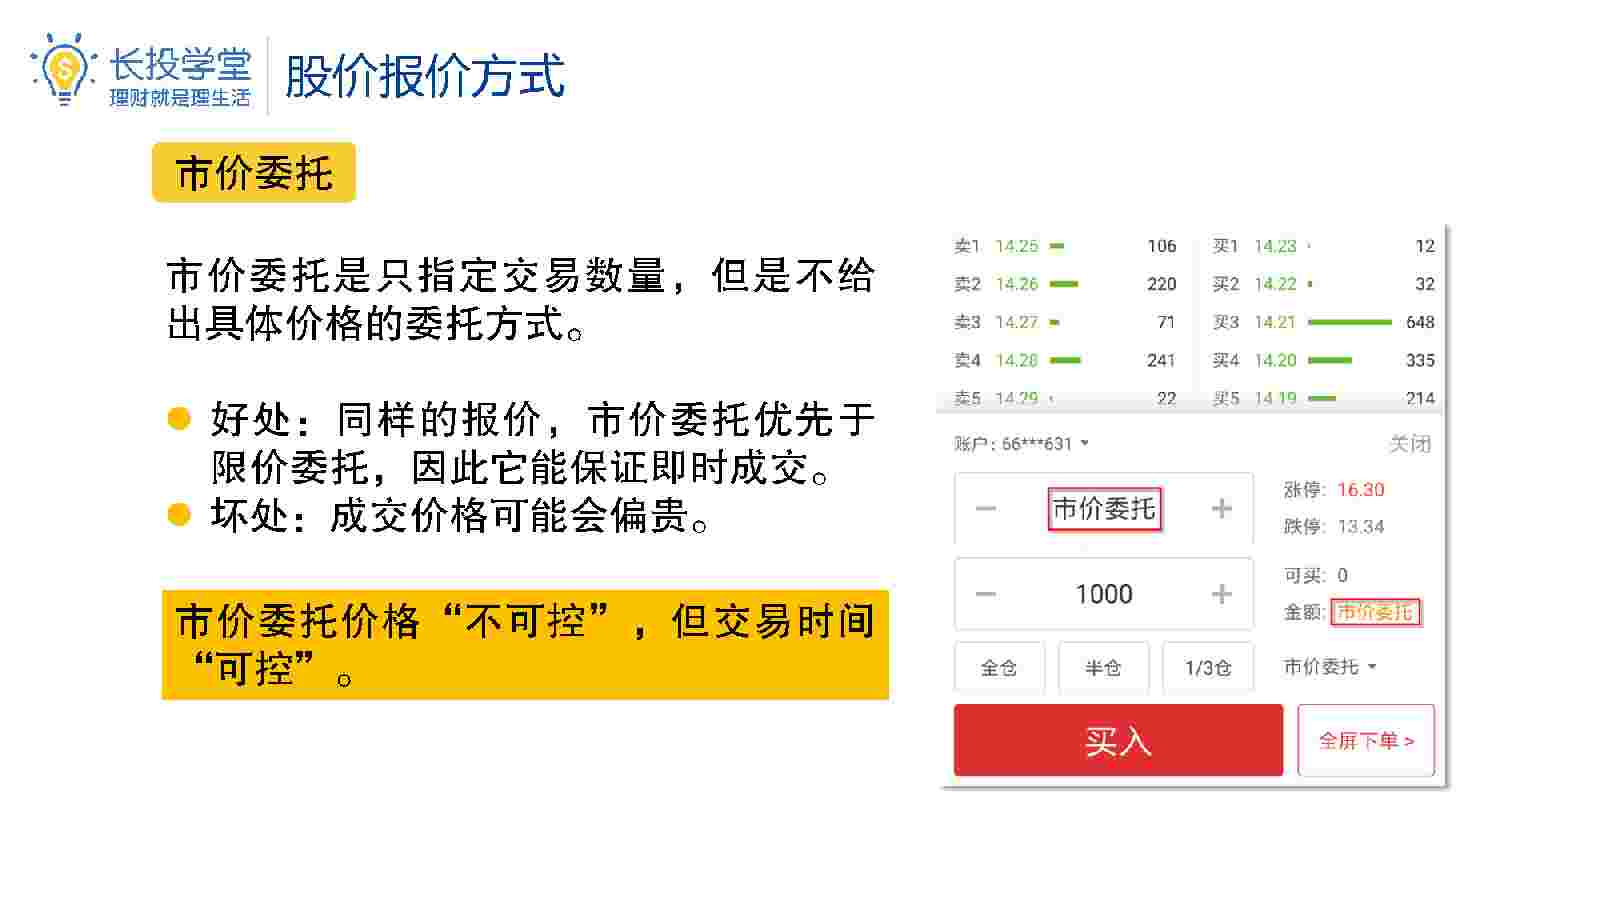 长投学堂
理财就是理生活
股价报价方式
市价委托
市价委托是只指定交易数量，但是不给
出具体价格的委托方式。
好处：同样的报价，市价委托优先于
限价委托，因此它能保证即时成交。
坏处：成交价格可能会偏贵。
市价委托价格“不可控”，但交易时间
“可控”。
卖1 14.25 106 买1 14.23 12
卖2 14.26 220 买2 14.22 32
卖3 14.27 71 买3 14.21 648
卖4 14.28 241 买4 14.20 335
卖5 14.29 22 买5 14.19 214
账户：66***631 关闭
市价委托
涨停: 16.30
跌停: 13.34
1000
可买: 0
金额: 市价委托
全仓 半仓 1/3仓 市价委托
买入 全屏下单 >